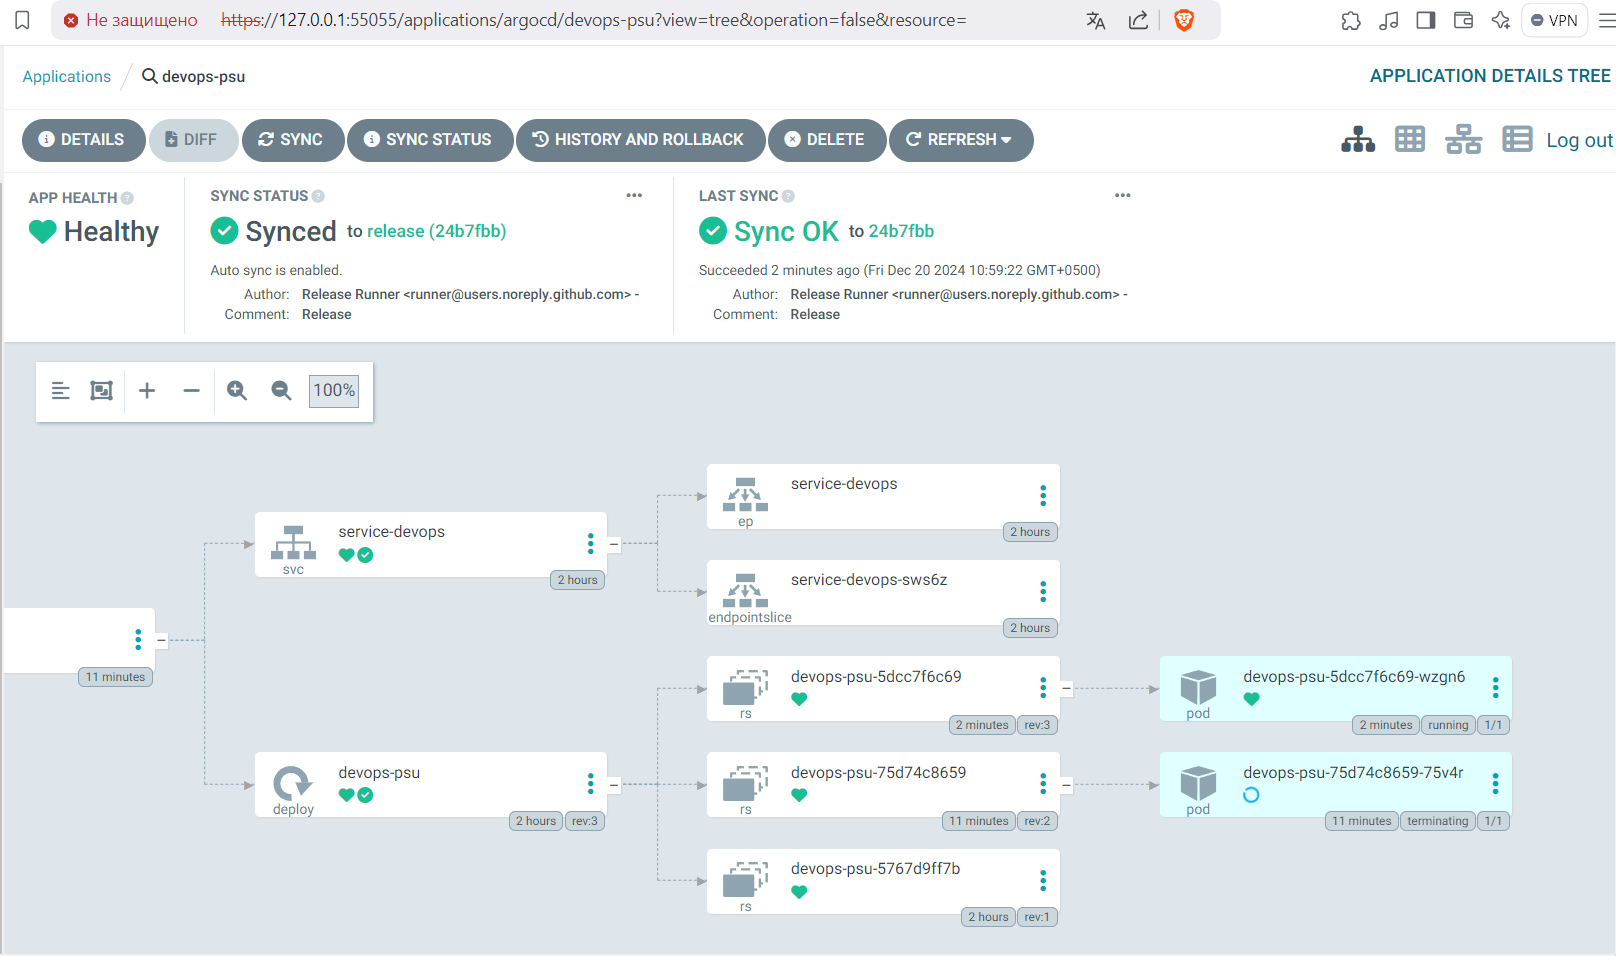 Не защищено https://127.0.0.1:55055/applications/argocd/devops-psu?view=tree&operation=false&resource=
VPN
Applications / devops-psu
APPLICATION DETAILS TREE
DETAILS DIFF SYNC SYNC STATUS HISTORY AND ROLLBACK DELETE REFRESH
Log out
APP HEALTH
Healthy
SYNC STATUS
Synced to release (24b7fbb)
Auto sync is enabled.
Author: Release Runner <runner@users.noreply.github.com> -
Comment: Release
LAST SYNC
Sync OK to 24b7fbb
Succeeded 2 minutes ago (Fri Dec 20 2024 10:59:22 GMT+0500)
Author: Release Runner <runner@users.noreply.github.com> -
Comment: Release
100%
11 minutes
service-devops
svc
2 hours
devops-psu
deploy
2 hours rev:3
service-devops
ep
2 hours
service-devops-sws6z
endpointslice
2 hours
devops-psu-5dcc7f6c69
rs
2 minutes rev:3
devops-psu-75d74c8659
rs
11 minutes rev:2
devops-psu-5767d9ff7b
rs
2 hours rev:1
devops-psu-5dcc7f6c69-wzgn6
pod
2 minutes running 1/1
devops-psu-75d74c8659-75v4r
pod
11 minutes terminating 1/1